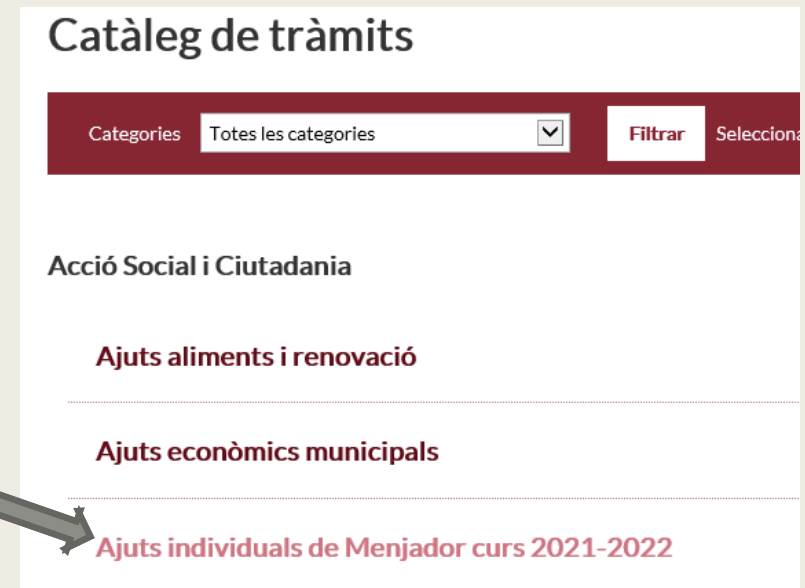 Catàleg de tràmits
Categories Totes les categories Filtrar Selecciona
Acció Social i Ciutadania
Ajuts aliments i renovació
Ajuts econòmics municipals
Ajuts individuals de Menjador curs 2021-2022